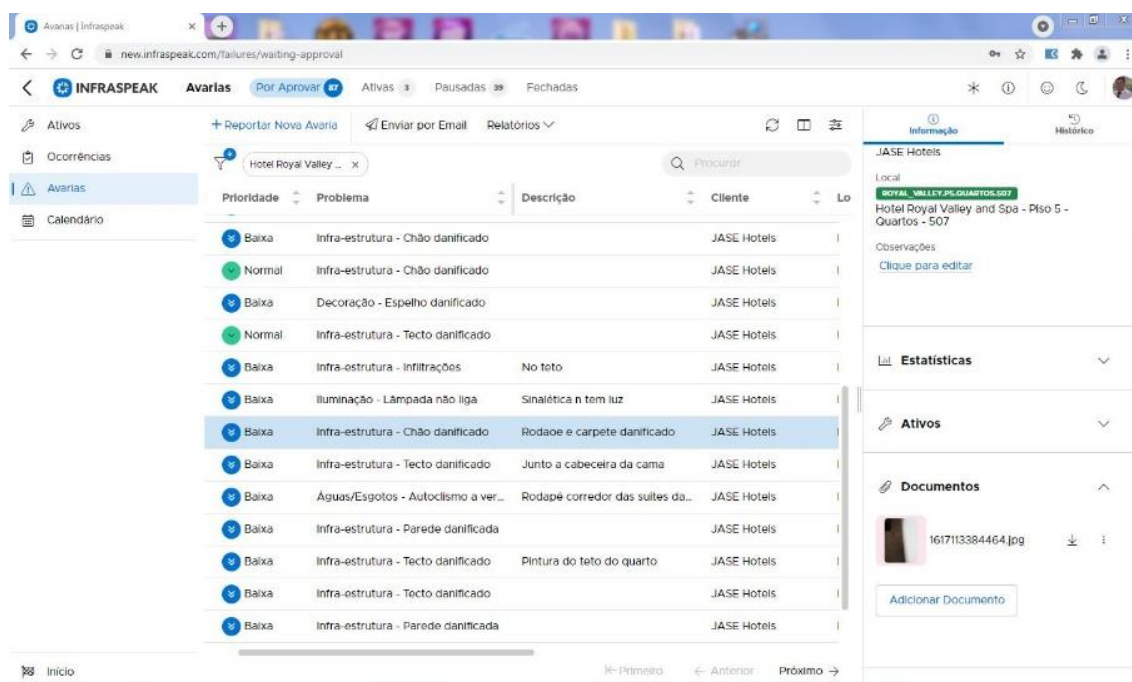 Avarias | Infraspeak
new.infraspeak.com/failures/waiting-approval
INFRASPEAK
Avarias Por Aprovar 87 Ativas 3 Pausadas 39 Fechadas
Ativos
Ocorrências
Avarias
Calendário
Início
+ Reportar Nova Avaria Enviar por Email Relatórios
Hotel Royal Valley ... x Procurar
Prioridade Problema Descrição Cliente Lo
Baixa Infra-estrutura - Chão danificado JASE Hotels
Normal Infra-estrutura - Chão danificado JASE Hotels
Baixa Decoração - Espelho danificado JASE Hotels
Normal Infra-estrutura - Tecto danificado JASE Hotels
Baixa Infra-estrutura - Infiltrações No teto JASE Hotels
Baixa Iluminação - Lâmpada não liga Sinalética n tem luz JASE Hotels
Baixa Infra-estrutura - Chão danificado Rodaoe e carpete danificado JASE Hotels
Baixa Infra-estrutura - Tecto danificado Junto a cabeceira da cama JASE Hotels
Baixa Águas/Esgotos - Autoclismo a ver... Rodapé corredor das suites da... JASE Hotels
Baixa Infra-estrutura - Parede danificada JASE Hotels
Baixa Infra-estrutura - Tecto danificado Pintura do teto do quarto JASE Hotels
Baixa Infra-estrutura - Tecto danificado JASE Hotels
Baixa Infra-estrutura - Parede danificada JASE Hotels
Primeiro Anterior Próximo
Informação Histórico
JASE Hotels
Local
ROYAL_VALLEY.P5.QUARTOS.507
Hotel Royal Valley and Spa - Piso 5 -
Quartos - 507
Observações
Clique para editar
Estatísticas
Ativos
Documentos
1617113384464.jpg
Adicionar Documento